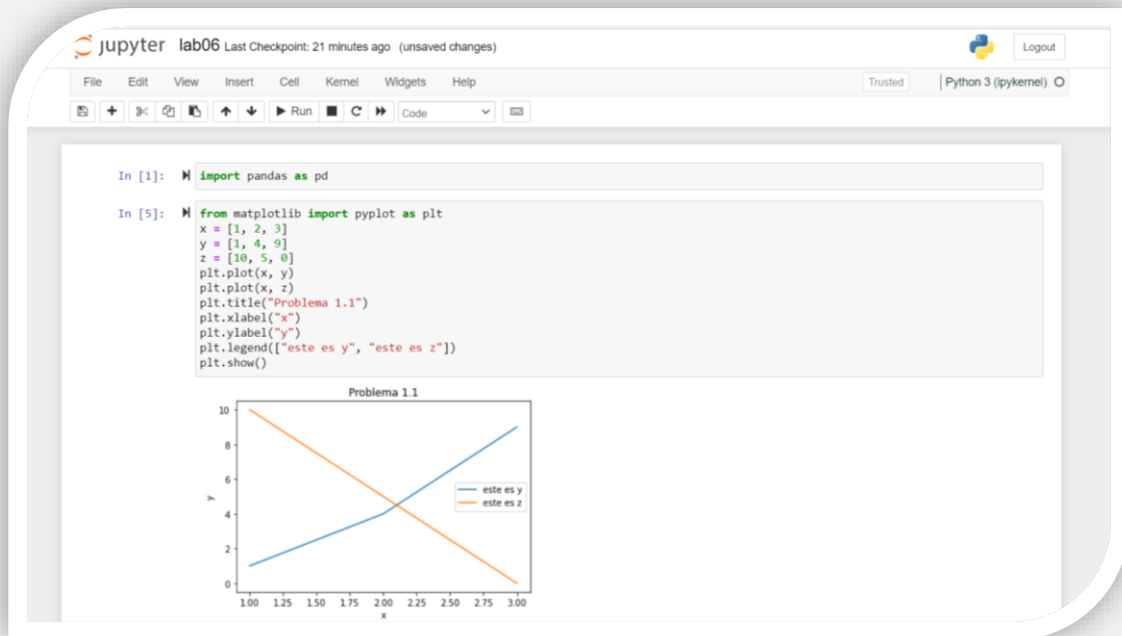 jupyter lab06 Last Checkpoint: 21 minutes ago (unsaved changes)
Logout
File Edit View Insert Cell Kernel Widgets Help
Trusted
Python 3 (ipykernel)
Run
Code
In [1]: import pandas as pd
In [5]: from matplotlib import pyplot as plt
x = [1, 2, 3]
y = [1, 4, 9]
z = [10, 5, 0]
plt.plot(x, y)
plt.plot(x, z)
plt.title("Problema 1.1")
plt.xlabel("x")
plt.ylabel("y")
plt.legend(["este es y", "este es z"])
plt.show()
Problema 1.1
10
8
6
4
2
0
y
este es y
este es z
1.00 1.25 1.50 1.75 2.00 2.25 2.50 2.75 3.00
x